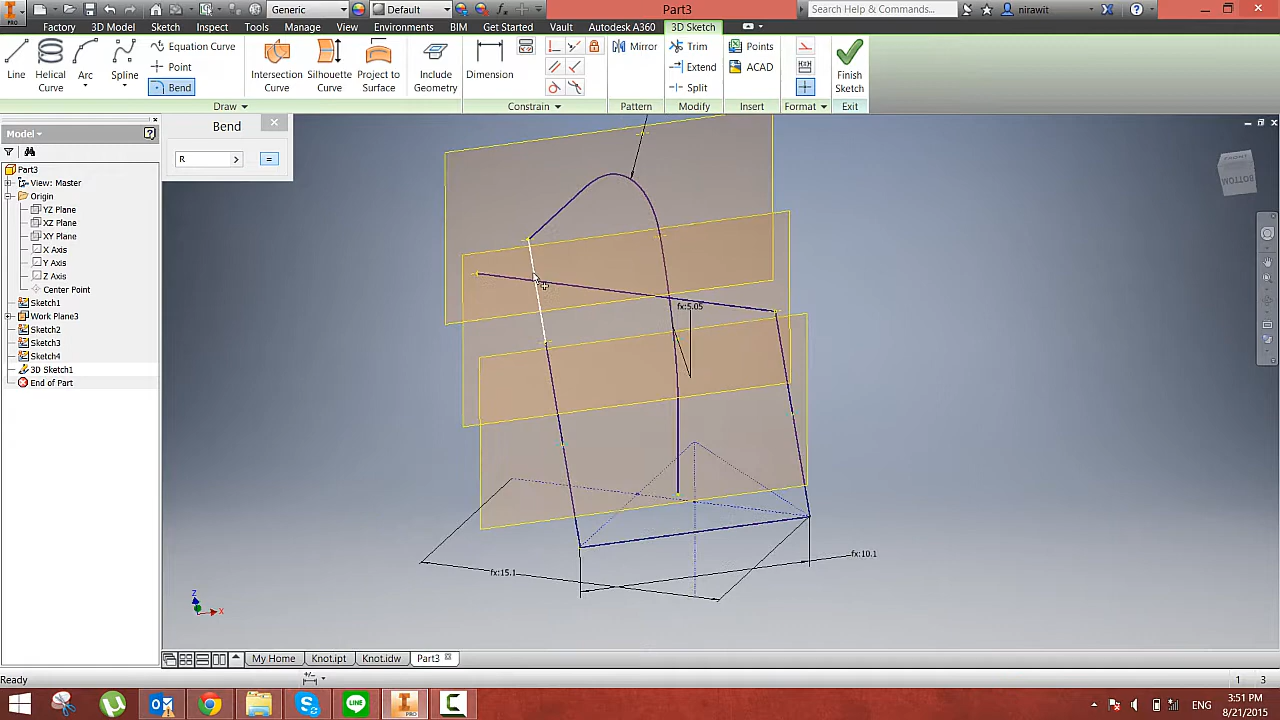 Generic
Default
Part3
Search Help & Commands...
nirawit
PRO
Factory
3D Model
Sketch
Inspect
Tools
Manage
View
Environments
BIM
Get Started
Vault
Autodesk A360
3D Sketch
Line
Helical Curve
Arc
Spline
Equation Curve
Point
Bend
Intersection Curve
Silhouette Curve
Project to Surface
Include Geometry
Dimension
Mirror
Trim
Extend
Split
Points
ACAD
Finish Sketch
Draw
Constrain
Pattern
Modify
Insert
Format
Exit
Model
Bend
R
=
Part3
View: Master
Origin
YZ Plane
XZ Plane
XY Plane
X Axis
Y Axis
Z Axis
Center Point
Sketch1
Work Plane3
Sketch2
Sketch3
Sketch4
3D Sketch1
End of Part
FRONT
BOTTOM
fx:5.05
fx:10.1
fx:15.1
Z
X
My Home
Knot.ipt
Knot.idw
Part3
Ready
1
3
ENG
3:51 PM
8/21/2015